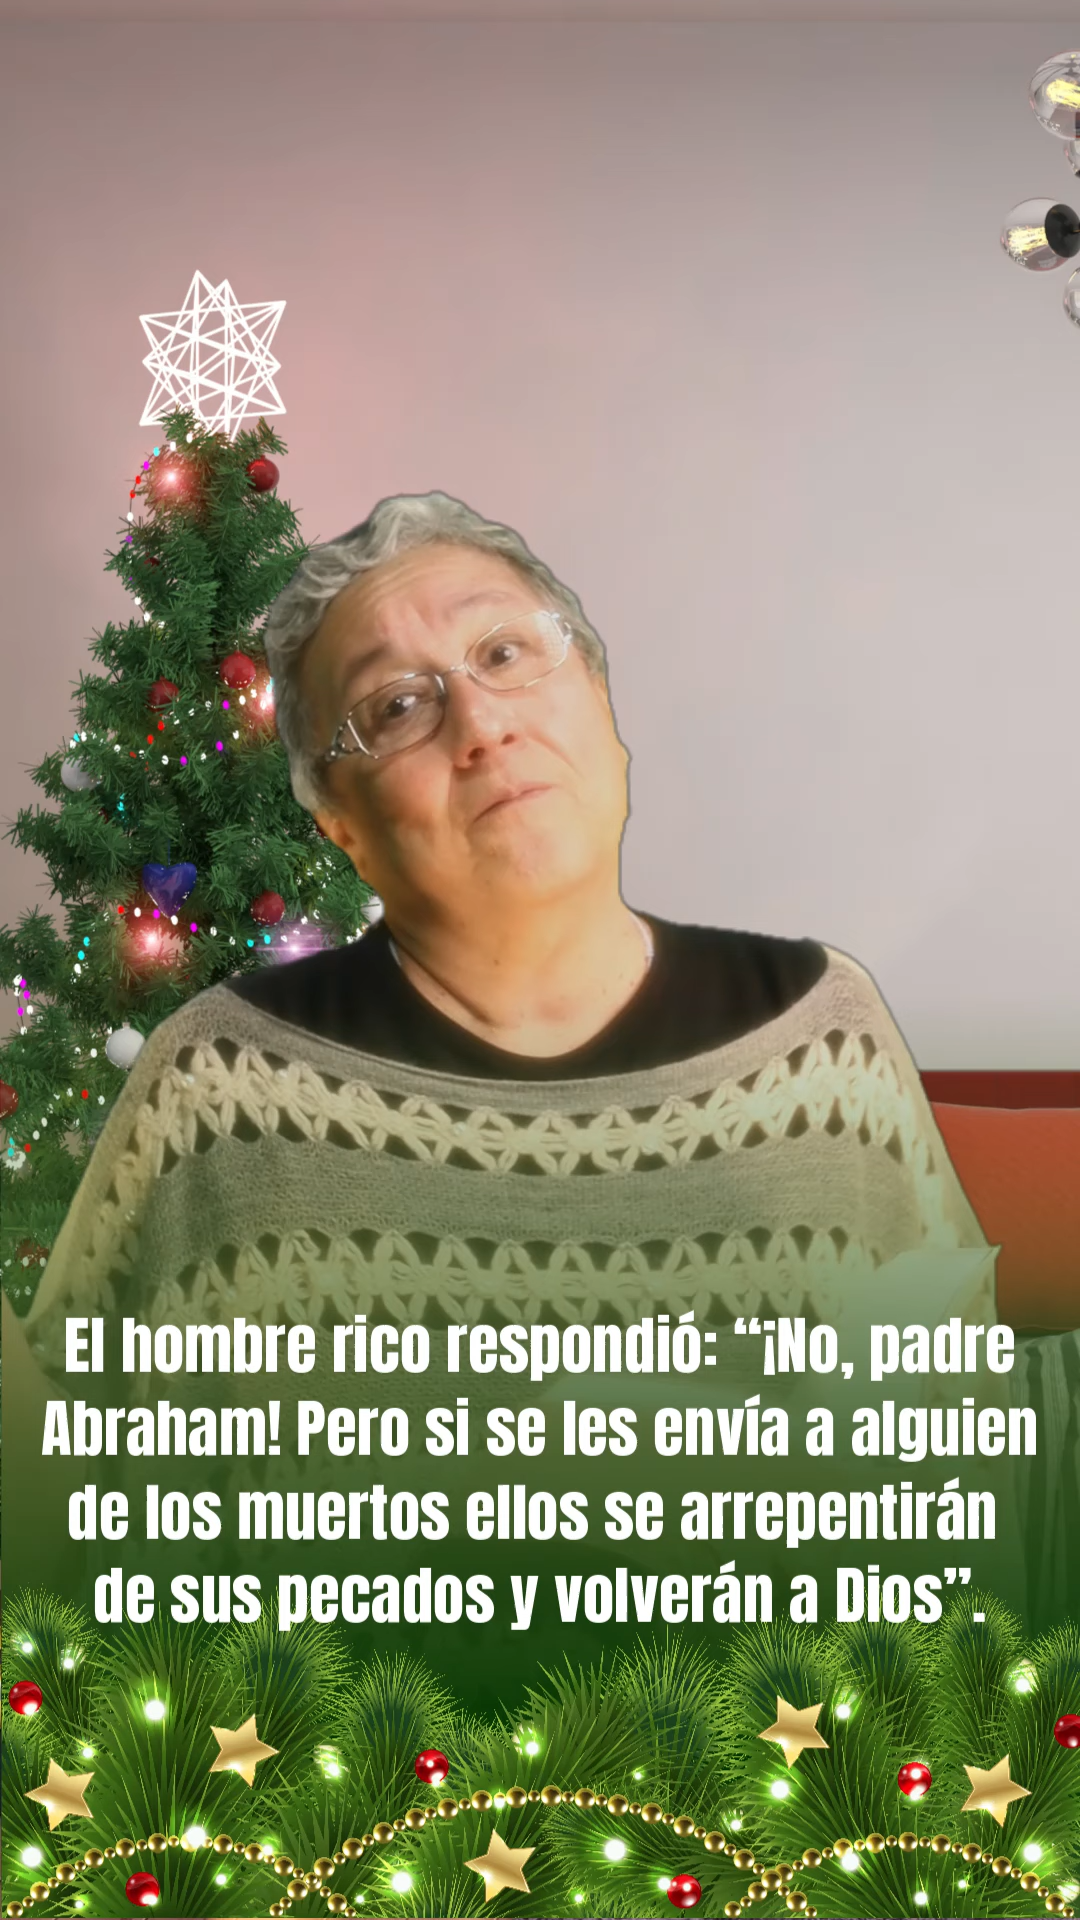 El hombre rico respondió: “¡No, padre
Abraham! Pero si se les envía a alguien
de los muertos ellos se arrepentirán
de sus pecados y volverán a Dios”.